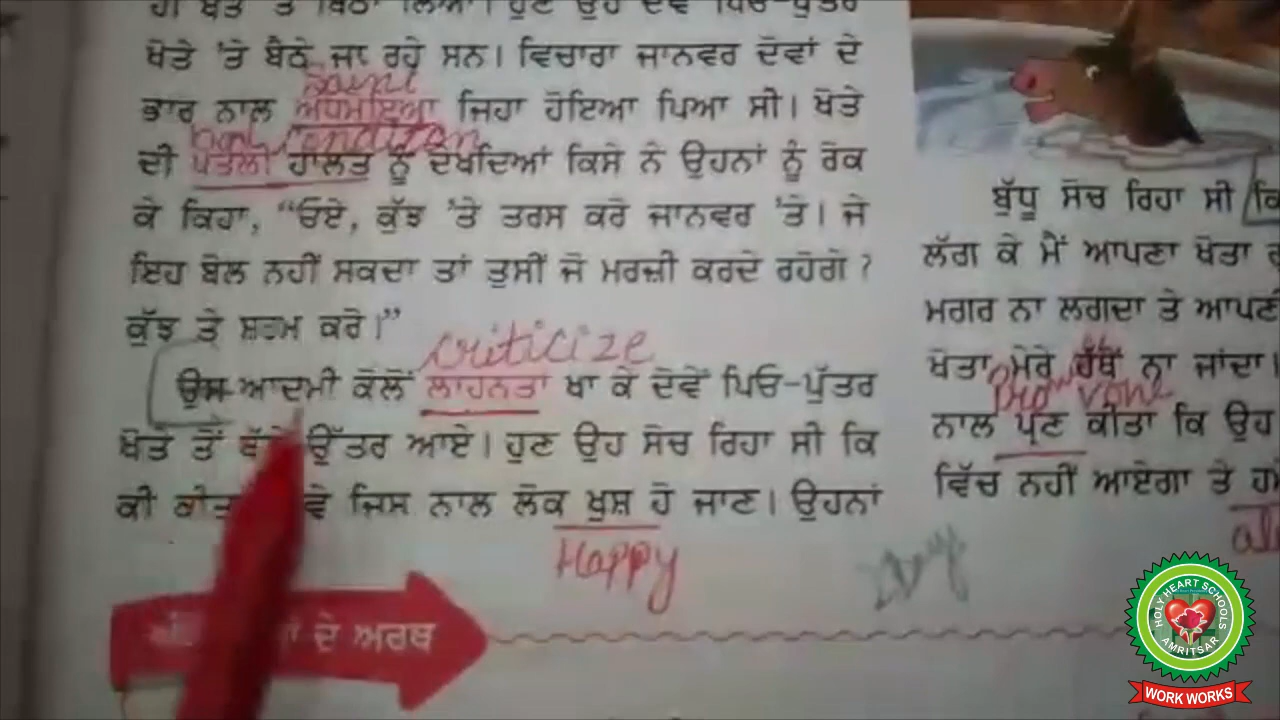 ਖੋਤੇ 'ਤੇ ਬੈਠੇ ਜਾ ਰਹੇ ਸਨ। ਵਿਚਾਰਾ ਜਾਨਵਰ ਦੋਵਾਂ ਦੇ
ਭਾਰ ਨਾਲ ਅਧਮੋਇਆ ਜਿਹਾ ਹੋਇਆ ਪਿਆ ਸੀ। ਖੋਤੇ
bad condition
ਦੀ ਪਤਲੀ ਹਾਲਤ ਨੂੰ ਦੇਖਦਿਆਂ ਕਿਸੇ ਨੇ ਉਹਨਾਂ ਨੂੰ ਰੋਕ
ਕੇ ਕਿਹਾ, “ਓਏ, ਕੁੱਝ 'ਤੇ ਤਰਸ ਕਰੋ ਜਾਨਵਰ 'ਤੇ। ਜੇ
ਇਹ ਬੋਲ ਨਹੀਂ ਸਕਦਾ ਤਾਂ ਤੁਸੀਂ ਜੋ ਮਰਜ਼ੀ ਕਰਦੇ ਰਹੋਗੇ ?
ਕੁੱਝ ਤੇ ਸ਼ਰਮ ਕਰੋ।”
criticize
ਉਸ ਆਦਮੀ ਕੋਲੋਂ ਲਾਹਨਤਾਂ ਖਾ ਕੇ ਦੋਵੇਂ ਪਿਓ-ਪੁੱਤਰ
ਖੋਤੇ ਤੋਂ ਉੱਤਰ ਆਏ। ਹੁਣ ਉਹ ਸੋਚ ਰਿਹਾ ਸੀ ਕਿ
ਕੀ ਜਿਸ ਨਾਲ ਲੋਕ ਖੁਸ਼ ਹੋ ਜਾਣ। ਉਹਨਾਂ
Happy
ਦੇ ਅਰਥ
ਬੁੱਧੂ ਸੋਚ ਰਿਹਾ ਸੀ ਕਿ
ਲੱਗ ਕੇ ਮੈਂ ਆਪਣਾ ਖੋਤਾ
ਮਗਰ ਨਾ ਲਗਦਾ ਤੇ
ਖੋਤਾ ਮੇਰੇ ਹੱਥੋਂ ਨਾ ਜਾਂਦਾ।
ਨਾਲ ਪ੍ਰਣ ਕੀਤਾ ਕਿ ਉਹ
ਵਿੱਚ ਨਹੀਂ ਆਏਗਾ ਤੇ
HOLY HEART SCHOOLS
AMRITSAR
WORK WORKS